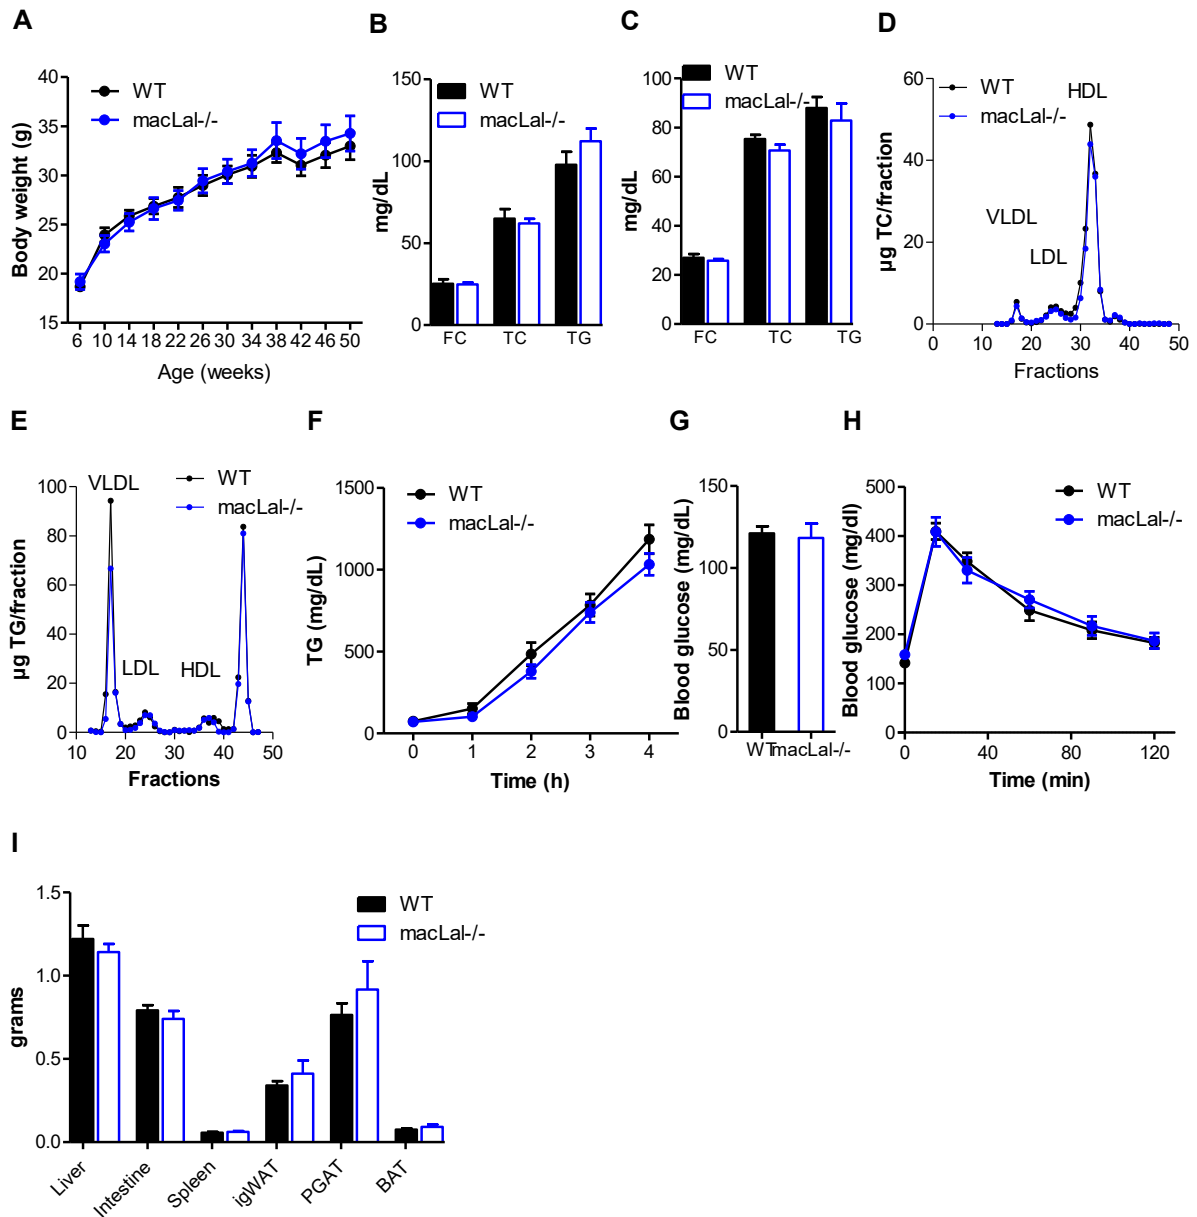 A
Body weight (g)
40
35
30
25
20
15
WT
macLal-/-
6 10 14 18 22 26 30 34 38 42 46 50
Age (weeks)
B
mg/dL
150
100
50
0
WT
macLal-/-
FC TC TG
C
mg/dL
100
80
60
40
20
0
WT
macLal-/-
FC TC TG
D
µg TC/fraction
60
40
20
0
WT
macLal-/-
HDL
VLDL
LDL
0 10 20 30 40 50
Fractions
E
µg TG/fraction
100
80
60
40
20
0
VLDL
WT
macLal-/-
LDL
HDL
10 20 30 40 50
Fractions
F
TG (mg/dL)
1500
1000
500
0
WT
macLal-/-
0 1 2 3 4
Time (h)
G
Blood glucose (mg/dL)
150
100
50
0
WT macLal-/-
H
Blood glucose (mg/dl)
500
400
300
200
100
0
WT
macLal-/-
0 40 80 120
Time (min)
I
grams
1.5
1.0
0.5
0.0
WT
macLal-/-
Liver
Intestine
Spleen
igWAT
PGAT
BAT